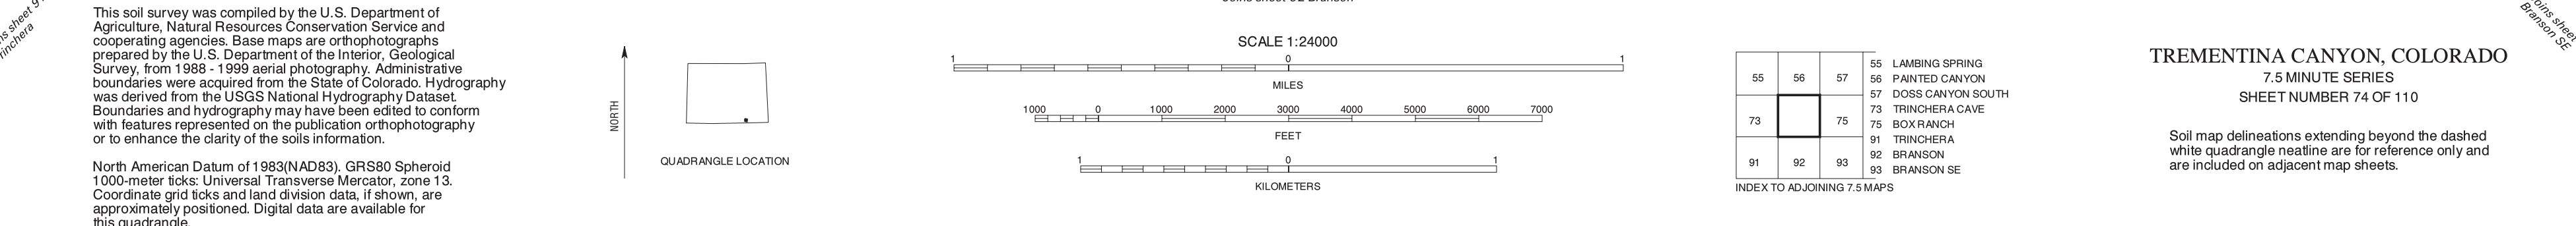 This soil survey was compiled by the U.S. Department of
Agriculture, Natural Resources Conservation Service and
cooperating agencies. Base maps are orthophotographs
prepared by the U.S. Department of the Interior, Geological
Survey, from 1988 - 1999 aerial photography. Administrative
boundaries were acquired from the State of Colorado. Hydrography
was derived from the USGS National Hydrography Dataset.
Boundaries and hydrography may have been edited to conform
with features represented on the publication orthophotography
or to enhance the clarity of the soils information.
North American Datum of 1983(NAD83). GRS80 Spheroid
1000-meter ticks: Universal Transverse Mercator, zone 13.
Coordinate grid ticks and land division data, if shown, are
approximately positioned. Digital data are available for
this quadrangle.
NORTH
QUADRANGLE LOCATION
SCALE 1:24000
1 0 1
MILES
1000 0 1000 2000 3000 4000 5000 6000 7000
FEET
1 0 1
KILOMETERS
55 56 57
73 75
91 92 93
55 LAMBING SPRING
56 PAINTED CANYON
57 DOSS CANYON SOUTH
73 TRINCHERA CAVE
75 BOX RANCH
91 TRINCHERA
92 BRANSON
93 BRANSON SE
INDEX TO ADJOINING 7.5 MAPS
TREMENTINA CANYON, COLORADO
7.5 MINUTE SERIES
SHEET NUMBER 74 OF 110
Soil map delineations extending beyond the dashed
white quadrangle neatline are for reference only and
are included on adjacent map sheets.
Branson SE